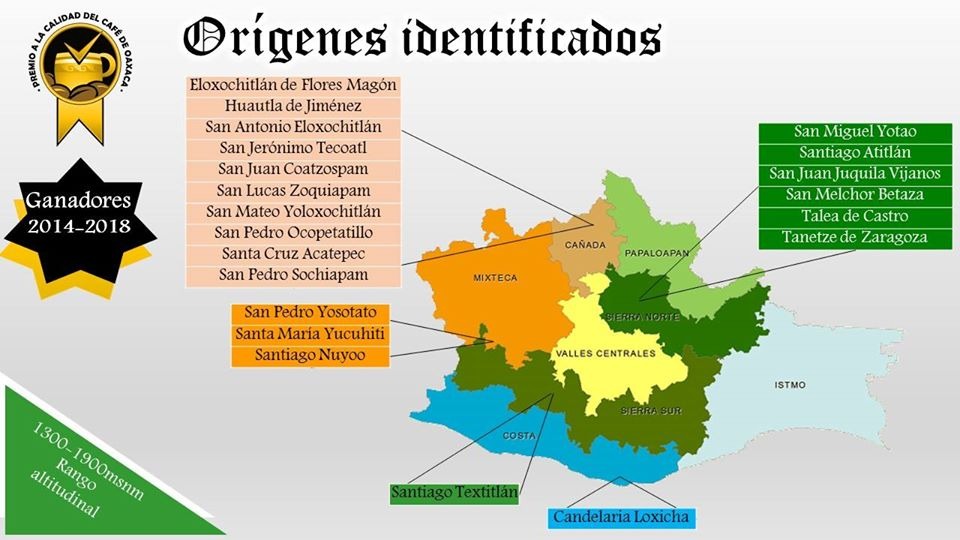 PREMIO A LA CALIDAD DEL CAFÉ DE OAXACA
Orígenes identificados
Ganadores
2014-2018
Eloxochitlán de Flores Magón
Huautla de Jiménez
San Antonio Eloxochitlán
San Jerónimo Tecoatl
San Juan Coatzospam
San Lucas Zoquiapam
San Mateo Yoloxochitlán
San Pedro Ocopetatillo
Santa Cruz Acatepec
San Pedro Sochiapam
San Miguel Yotao
Santiago Atitlán
San Juan Juquila Vijanos
San Melchor Betaza
Talea de Castro
Tanetze de Zaragoza
San Pedro Yosotato
Santa María Yucuhiti
Santiago Nuyoo
CAÑADA
PAPALOAPAN
MIXTECA
SIERRA NORTE
VALLES CENTRALES
ISTMO
SIERRA SUR
COSTA
Santiago Textitlán
Candelaria Loxicha
1300-1900msnm
Rango
altitudinal